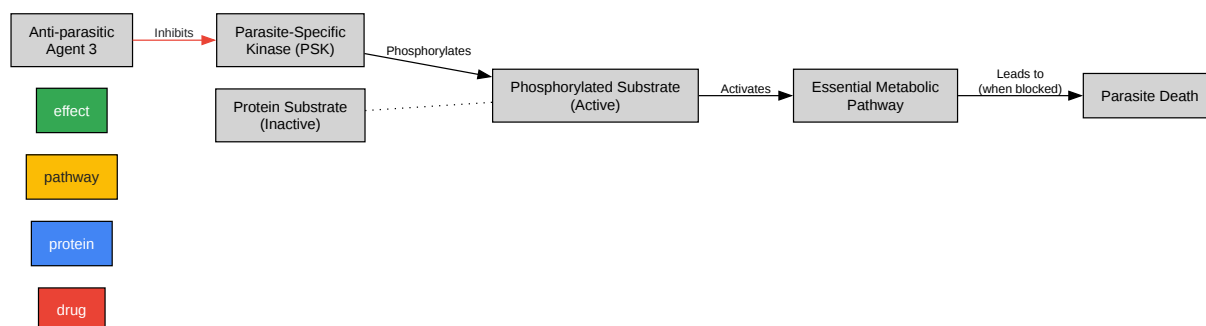 Anti-parasitic
Agent 3
Inhibits
Parasite-Specific
Kinase (PSK)
Phosphorylates
Protein Substrate
(Inactive)
Phosphorylated Substrate
(Active)
Activates
Essential Metabolic
Pathway
Leads to
(when blocked)
Parasite Death
effect
pathway
protein
drug